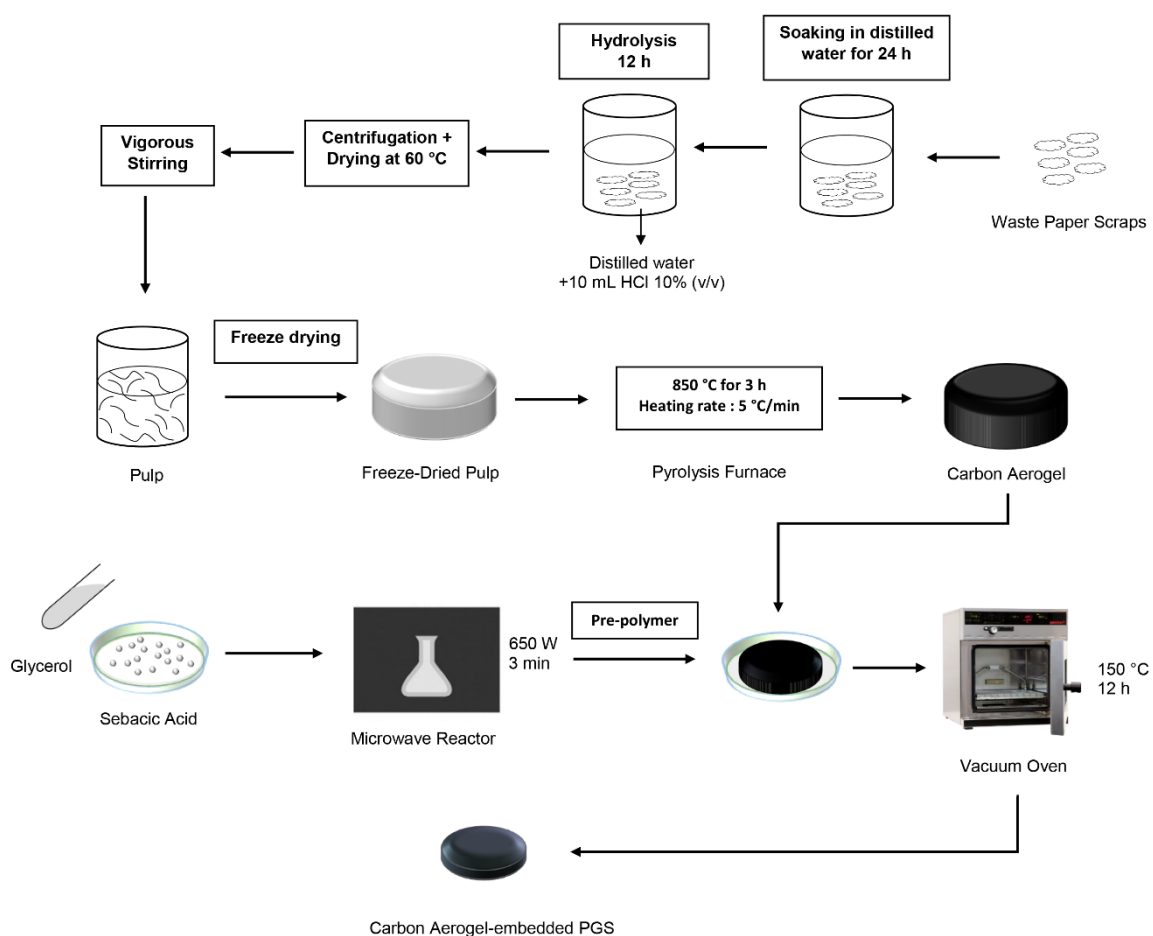 Hydrolysis
12 h
Soaking in distilled
water for 24 h
Vigorous
Stirring
Centrifugation +
Drying at 60 °C
Waste Paper Scraps
Distilled water
+10 mL HCl 10% (v/v)
Freeze drying
850 °C for 3 h
Heating rate : 5 °C/min
Pulp
Freeze-Dried Pulp
Pyrolysis Furnace
Carbon Aerogel
Glycerol
Sebacic Acid
650 W
3 min
Microwave Reactor
Pre-polymer
150 °C
12 h
Vacuum Oven
Carbon Aerogel-embedded PGS